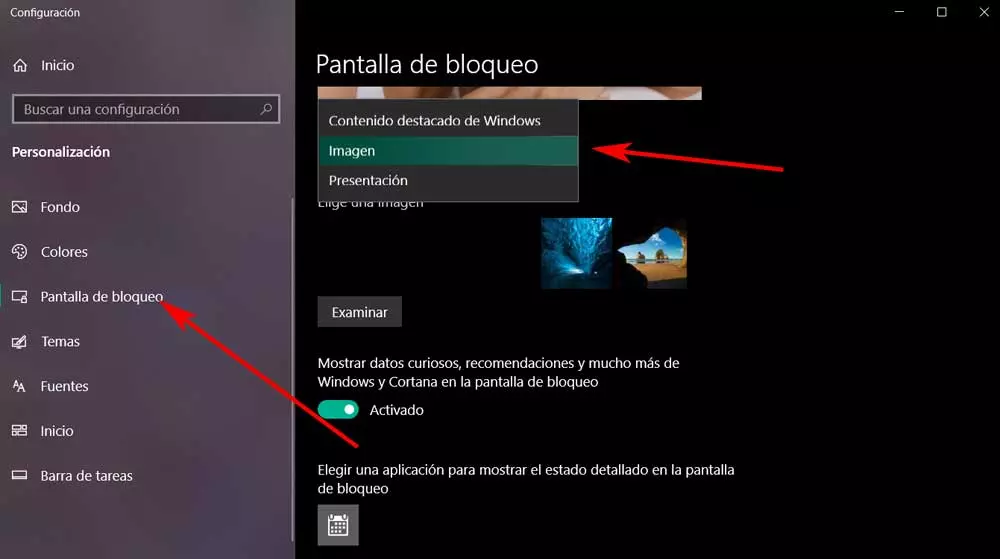 Configuración
Inicio
Buscar una configuración
Personalización
Fondo
Colores
Pantalla de bloqueo
Temas
Fuentes
Inicio
Barra de tareas
Pantalla de bloqueo
Contenido destacado de Windows
Imagen
Presentación
Elige una imagen
Examinar
Mostrar datos curiosos, recomendaciones y mucho más de
Windows y Cortana en la pantalla de bloqueo
Activado
Elegir una aplicación para mostrar el estado detallado en la pantalla
de bloqueo